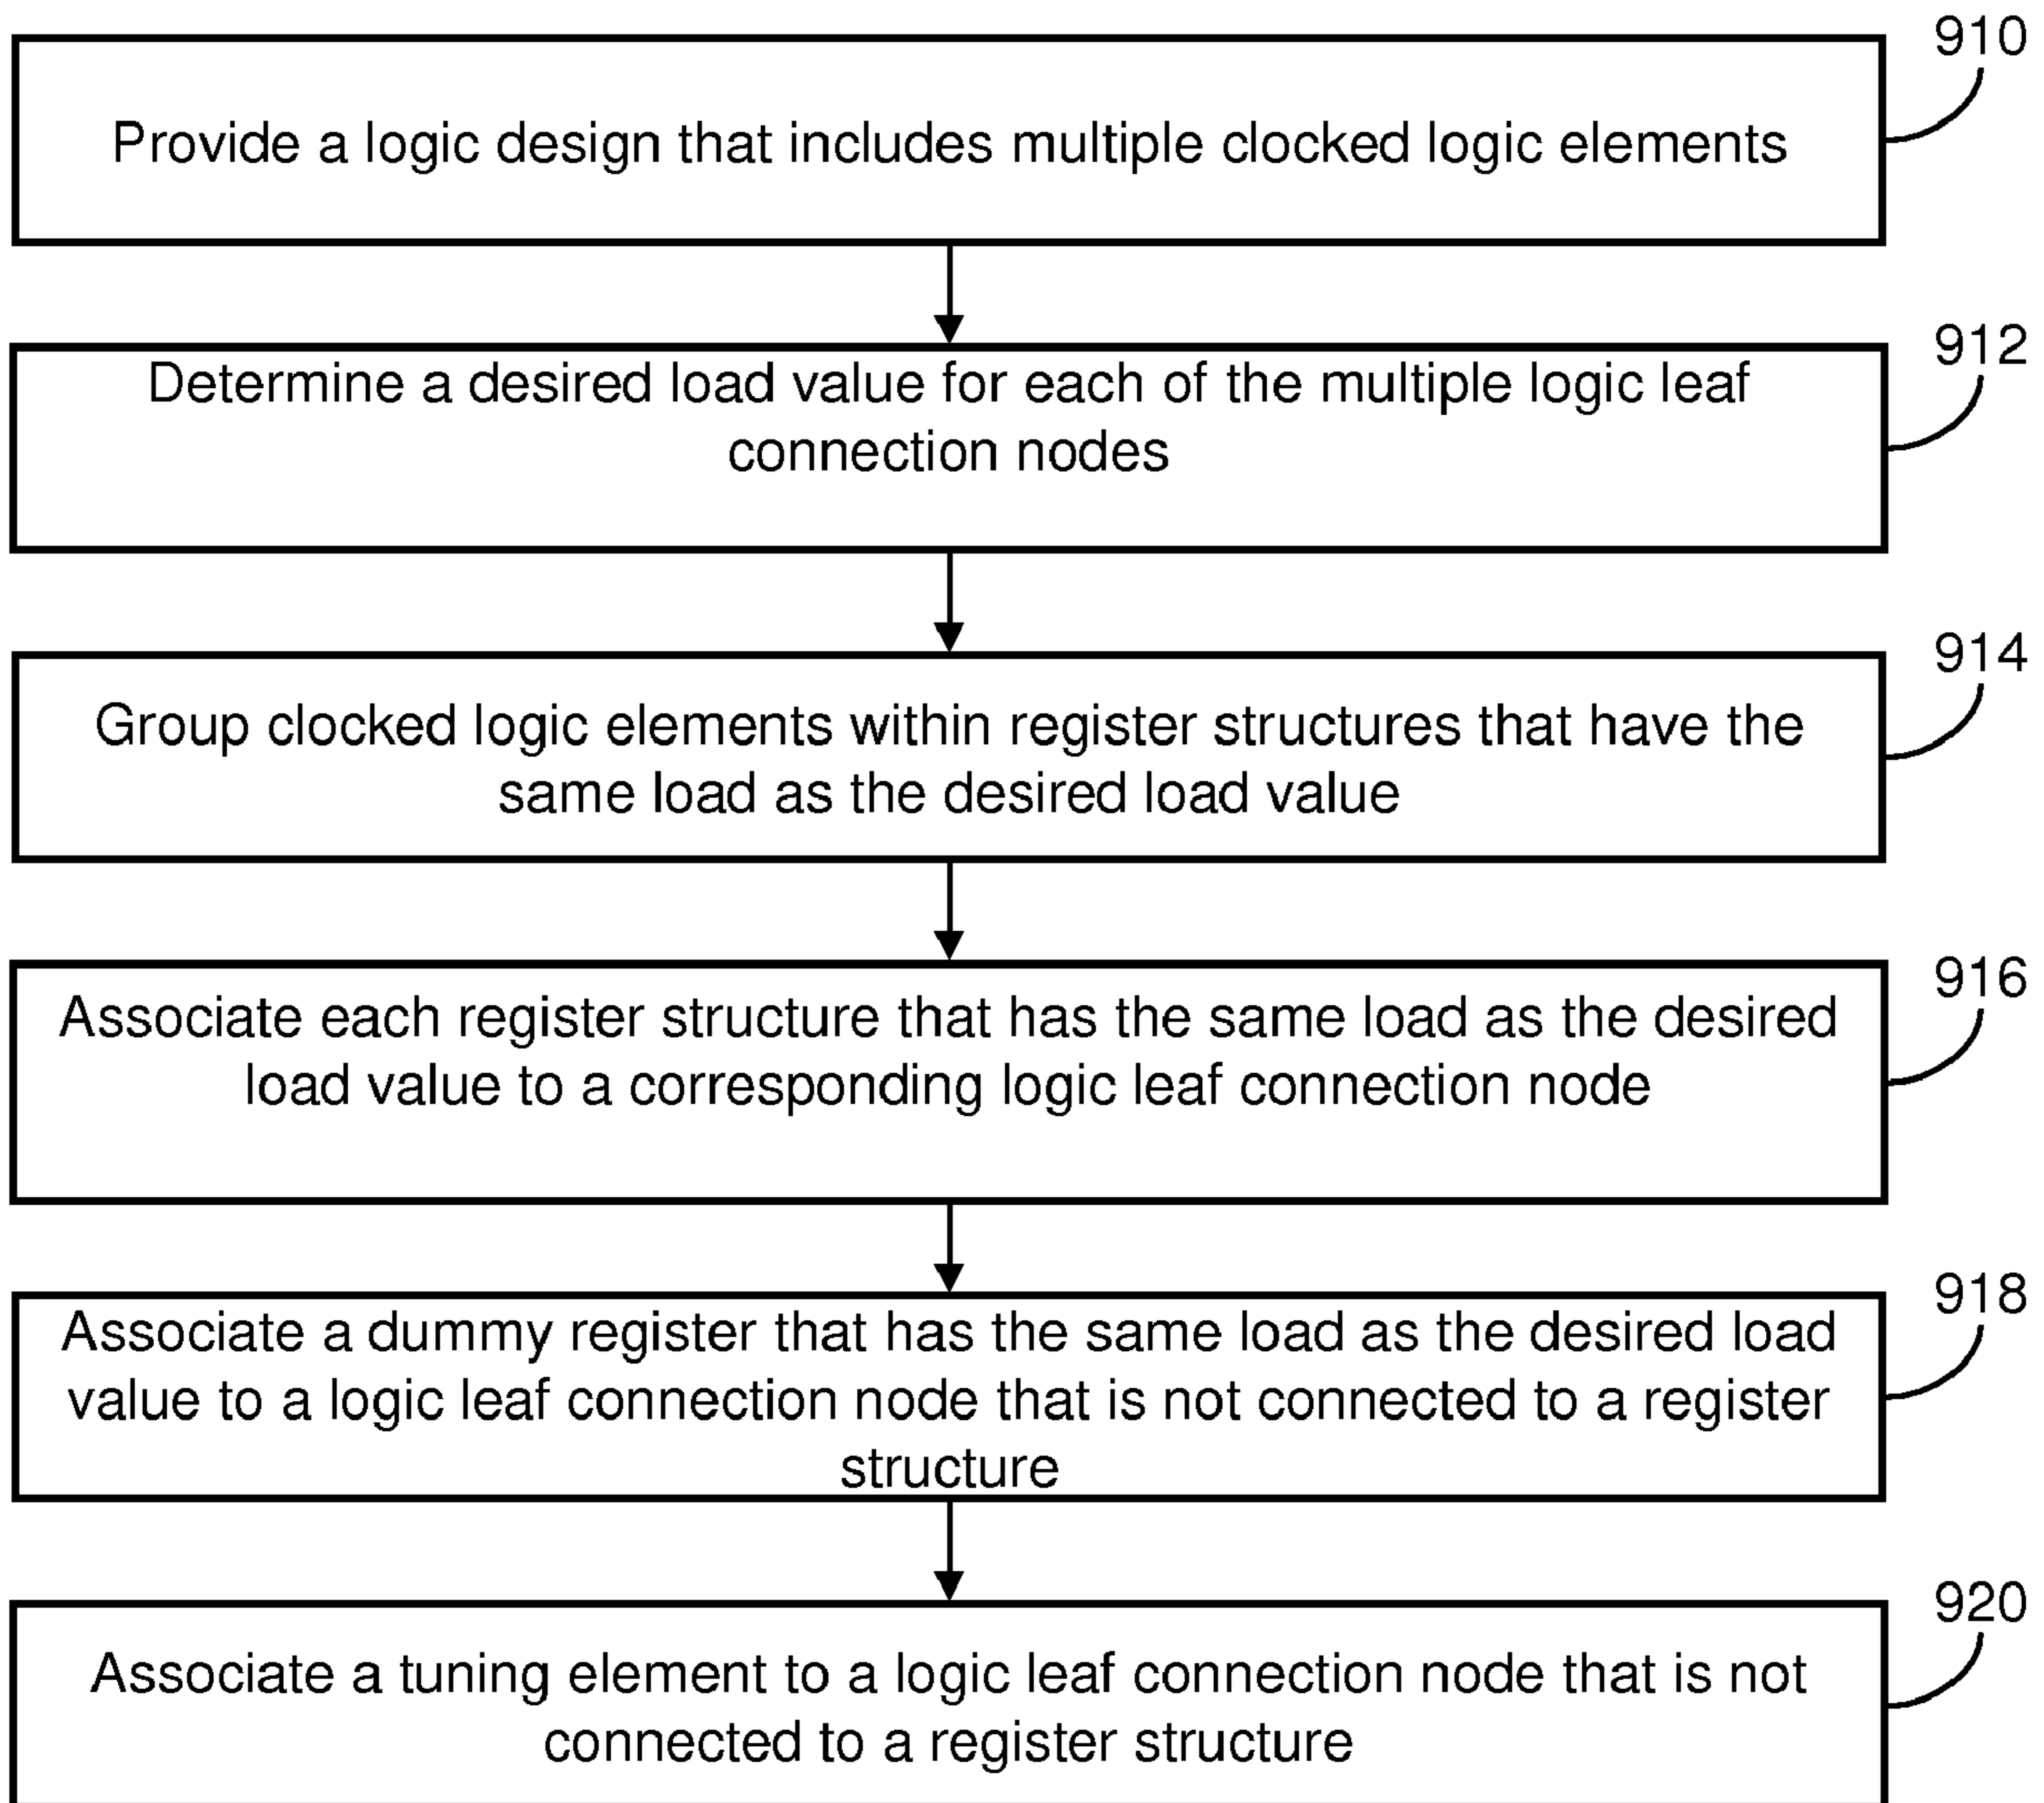 910
Provide a logic design that includes multiple clocked logic elements
912
Determine a desired load value for each of the multiple logic leaf
connection nodes
914
Group clocked logic elements within register structures that have the
same load as the desired load value
916
Associate each register structure that has the same load as the desired
load value to a corresponding logic leaf connection node
918
Associate a dummy register that has the same load as the desired load
value to a logic leaf connection node that is not connected to a register
structure
920
Associate a tuning element to a logic leaf connection node that is not
connected to a register structure